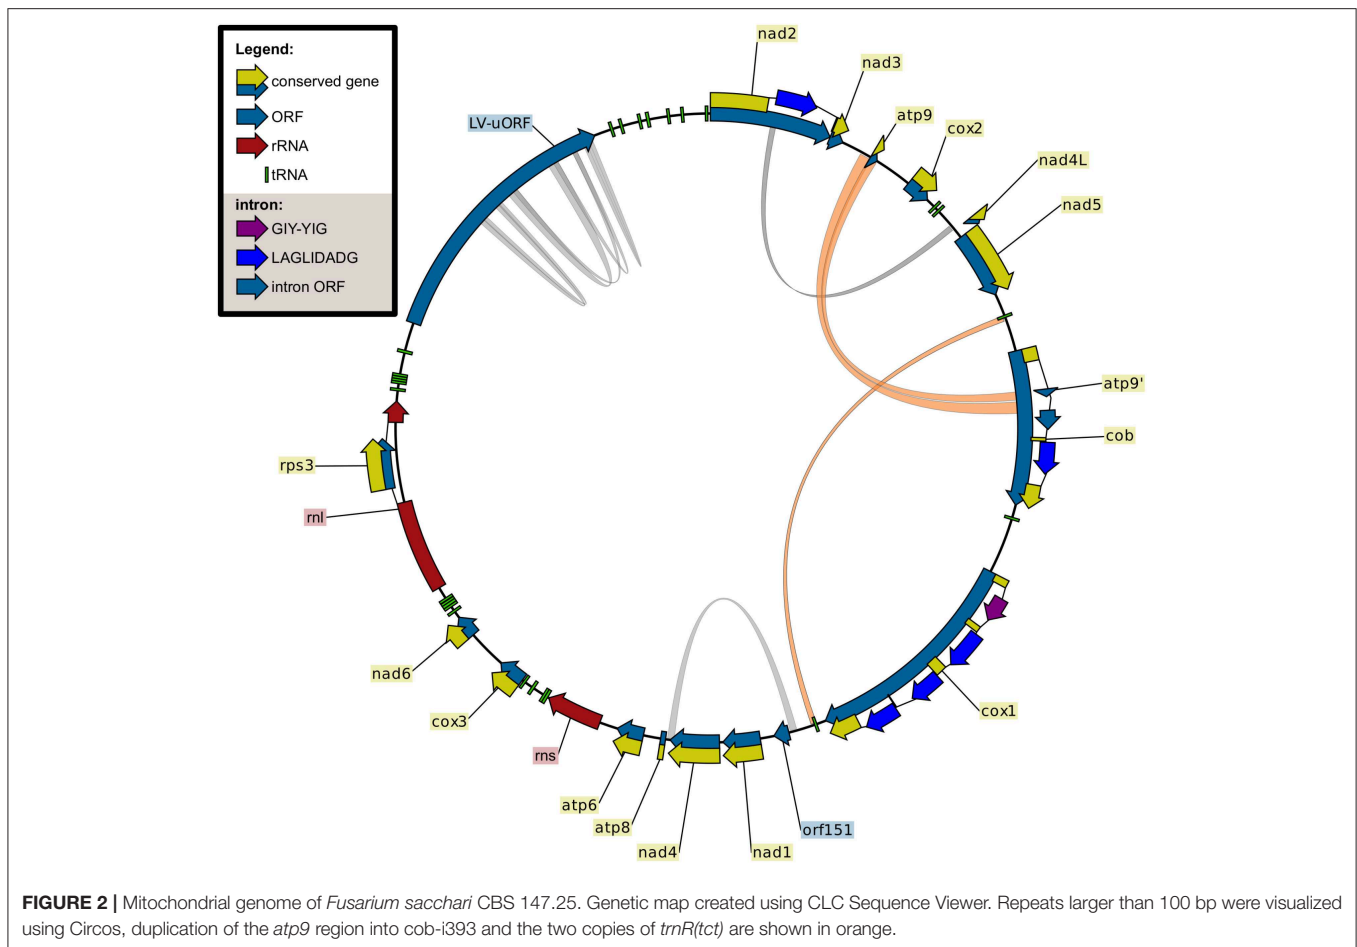 Legend:
conserved gene
ORF
rRNA
tRNA
intron:
GIY-YIG
LAGLIDADG
intron ORF
nad2
nad3
atp9
cox2
nad4L
nad5
atp9'
cob
cox1
orf151
nad1
nad4
atp8
atp6
rns
cox3
nad6
rnl
rps3
LV-uORF
FIGURE 2 | Mitochondrial genome of Fusarium sacchari CBS 147.25. Genetic map created using CLC Sequence Viewer. Repeats larger than 100 bp were visualized
using Circos, duplication of the atp9 region into cob-i393 and the two copies of trnR(tct) are shown in orange.